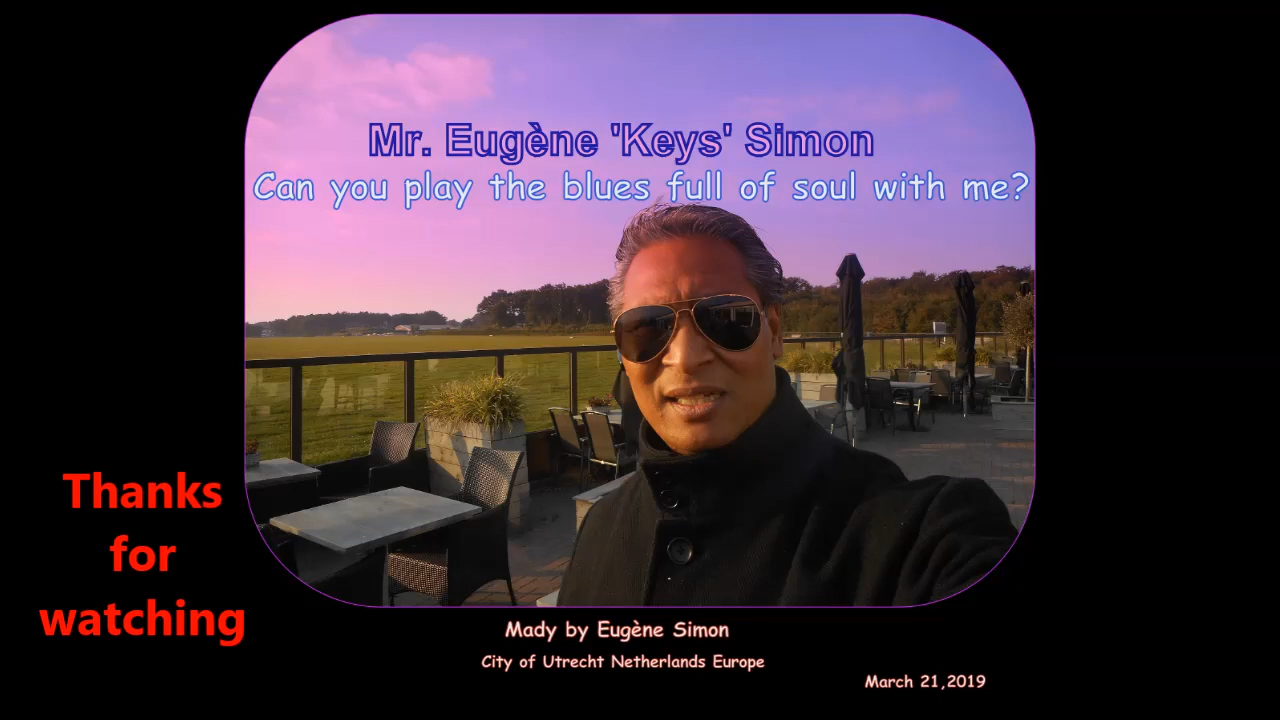 Mr. Eugène 'Keys' Simon
Can you play the blues full of soul with me?
Thanks
for
watching
Mady by Eugène Simon
City of Utrecht Netherlands Europe
March 21,2019